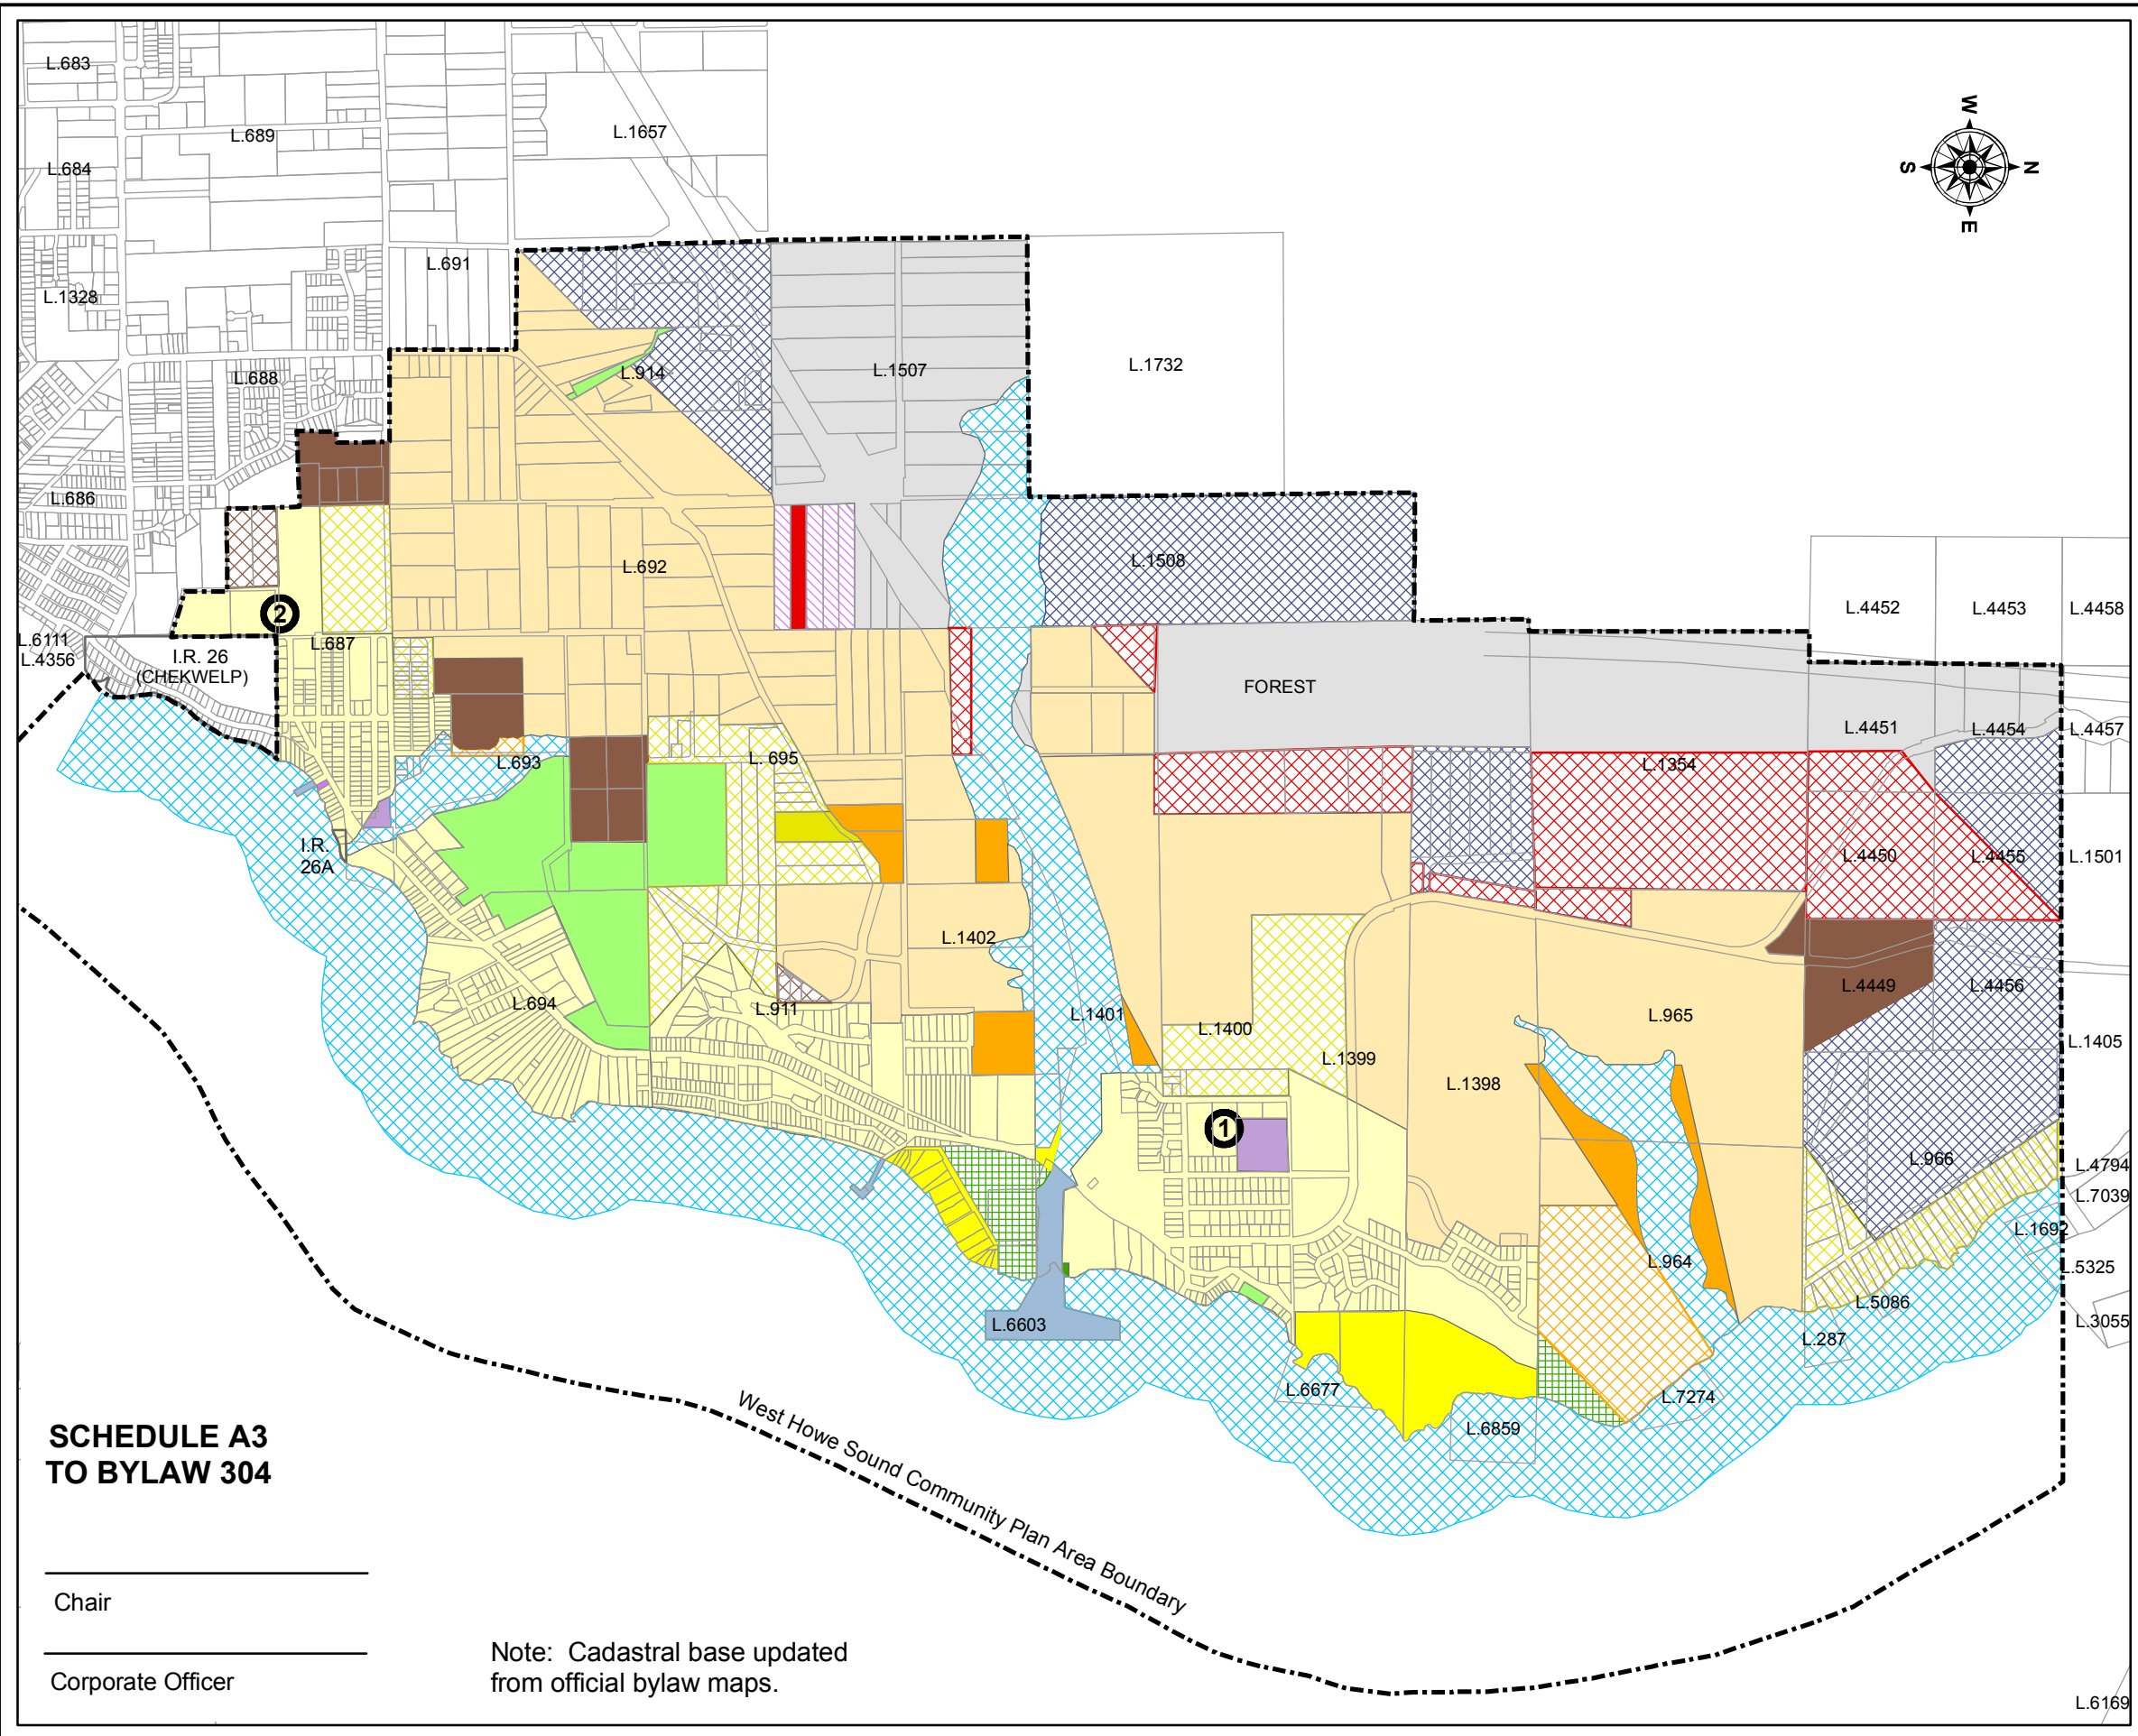 L.683
W
L.689
L.1657
S
N
L.684
E
L.691
L.1328
L.1732
L.914
L.1507
L.688
L.686
L.692
L.1508
L.4452
L.4453
L.4458
2
L.6111
L.687
L.4356
I.R. 26
(CHEKWELP)
FOREST
L.4451
L.4454
L.4457
L.693
L. 695
L.1354
I.R.
26A
L.4450
L.4455
L.1501
L.1402
L.694
L.911
L.1401
L.1400
L.965
L.4449
L.4456
L.1405
L.1399
L.1398
1
L.966
L.4794
L.7039
L.1692
L.964
L.5325
L.5086
L.6603
L.287
L.3055
L.6677
L.7274
L.6859
West Howe Sound Community Plan Area Boundary
SCHEDULE A3
TO BYLAW 304
Chair
Corporate Officer
Note: Cadastral base updated
from official bylaw maps.
L.6169